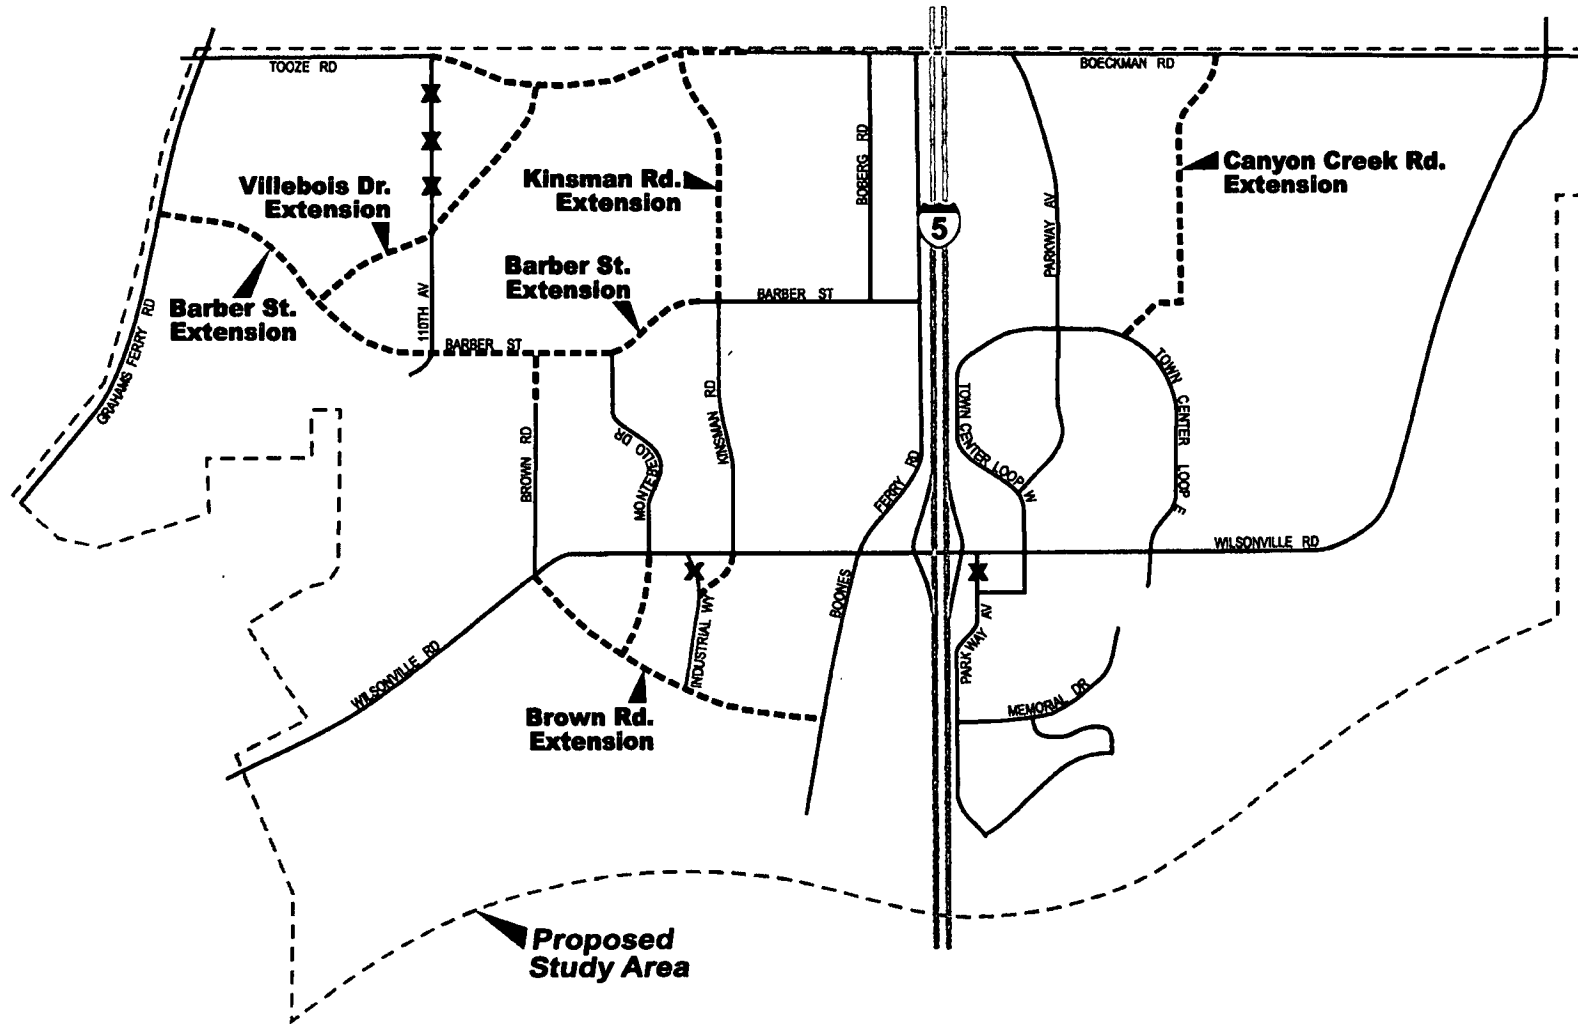 TOOZE RD
BOECKMAN RD
Villebois Dr.
Extension
Kinsman Rd.
Extension
BOBERG RD
PARKWAY AV
Canyon Creek Rd.
Extension
5
Barber St.
Extension
Barber St.
Extension
GRAHAMS FERRY RD
110TH AV
BARBER ST
BARBER ST
BROWN RD
MONTEBELLO DR
KINSMAN RD
FERRY RD
TOWN CENTER LOOP W
TOWN CENTER LOOP E
WILSONVILLE RD
WILSONVILLE RD
X
X
X
X
X
INDUSTRIAL WY
BOONES
PARKWAY AV
MEMORIAL DR
Brown Rd.
Extension
Proposed
Study Area